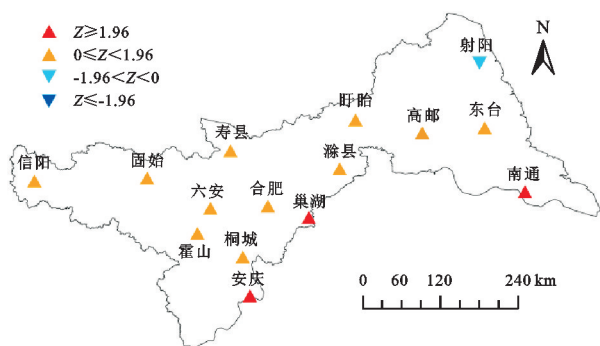 Z≥1.96
0≤Z<1.96
-1.96<Z<0
Z≤-1.96
N
射阳
盱眙
高邮
东台
寿县
信阳
固始
滁县
南通
六安
合肥
巢湖
霍山
桐城
安庆
0 60 120 240 km